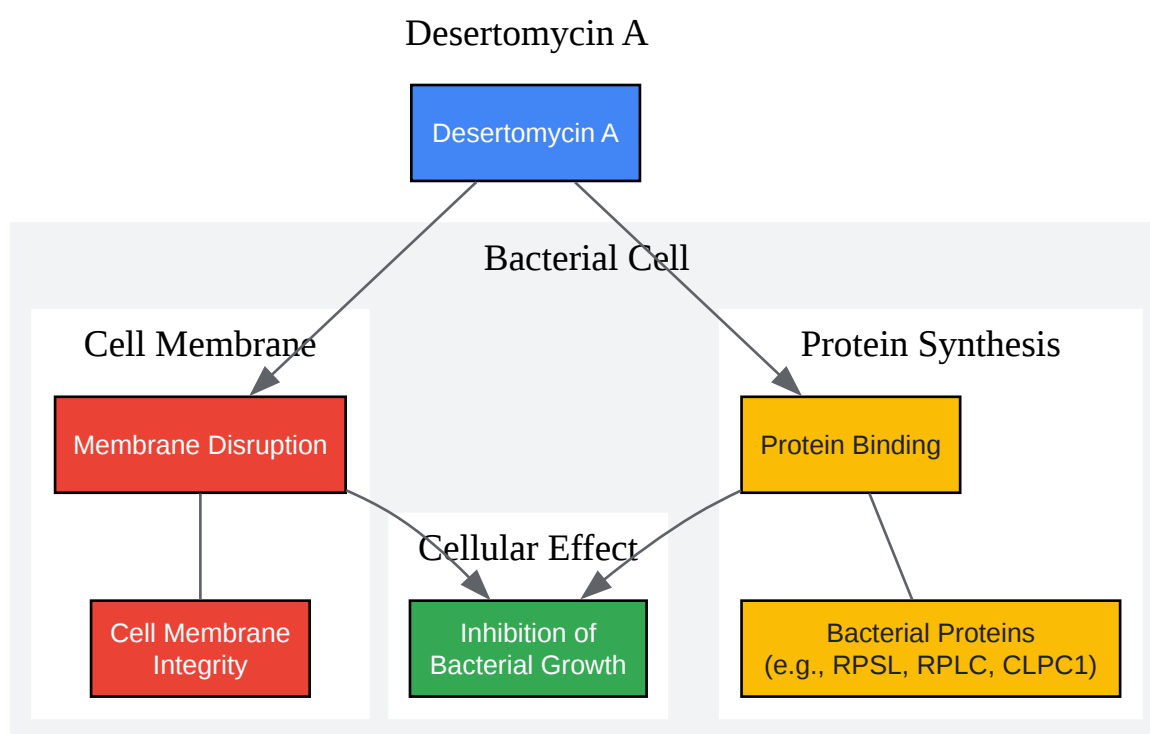 Desertomycin A
Desertomycin A
Bacterial Cell
Cell Membrane
Protein Synthesis
Membrane Disruption
Protein Binding
Cellular Effect
Cell Membrane
Integrity
Inhibition of
Bacterial Growth
Bacterial Proteins
(e.g., RPSL, RPLC, CLPC1)